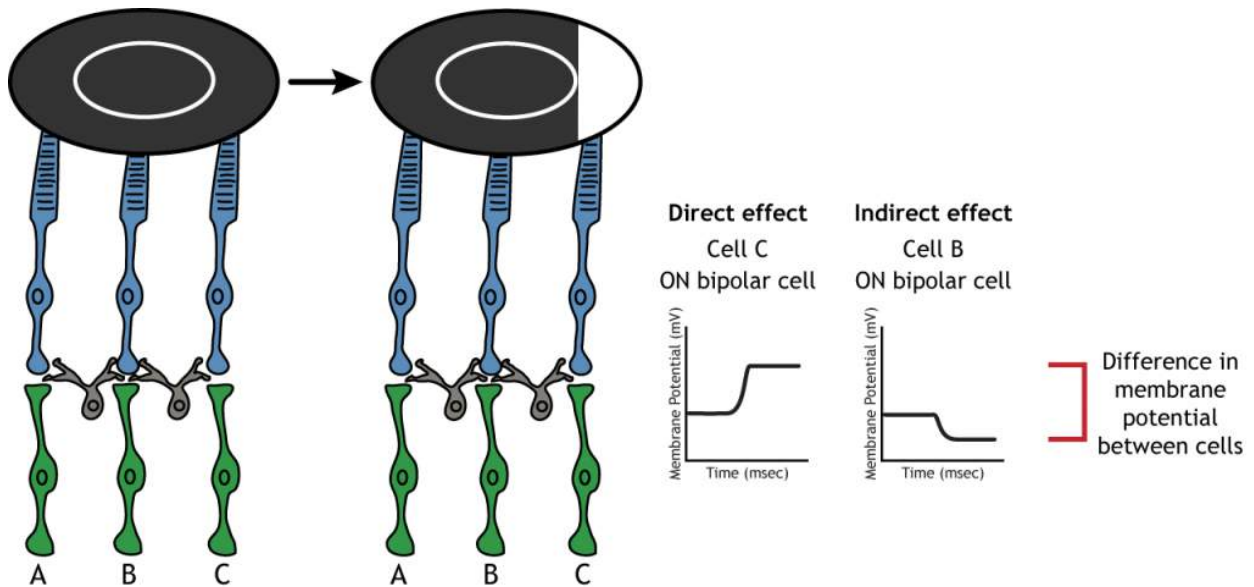 A B C
A B C
Direct effect
Cell C
ON bipolar cell
Membrane Potential (mV)
Time (msec)
Indirect effect
Cell B
ON bipolar cell
Membrane Potential (mV)
Time (msec)
Difference in
membrane
potential
between cells